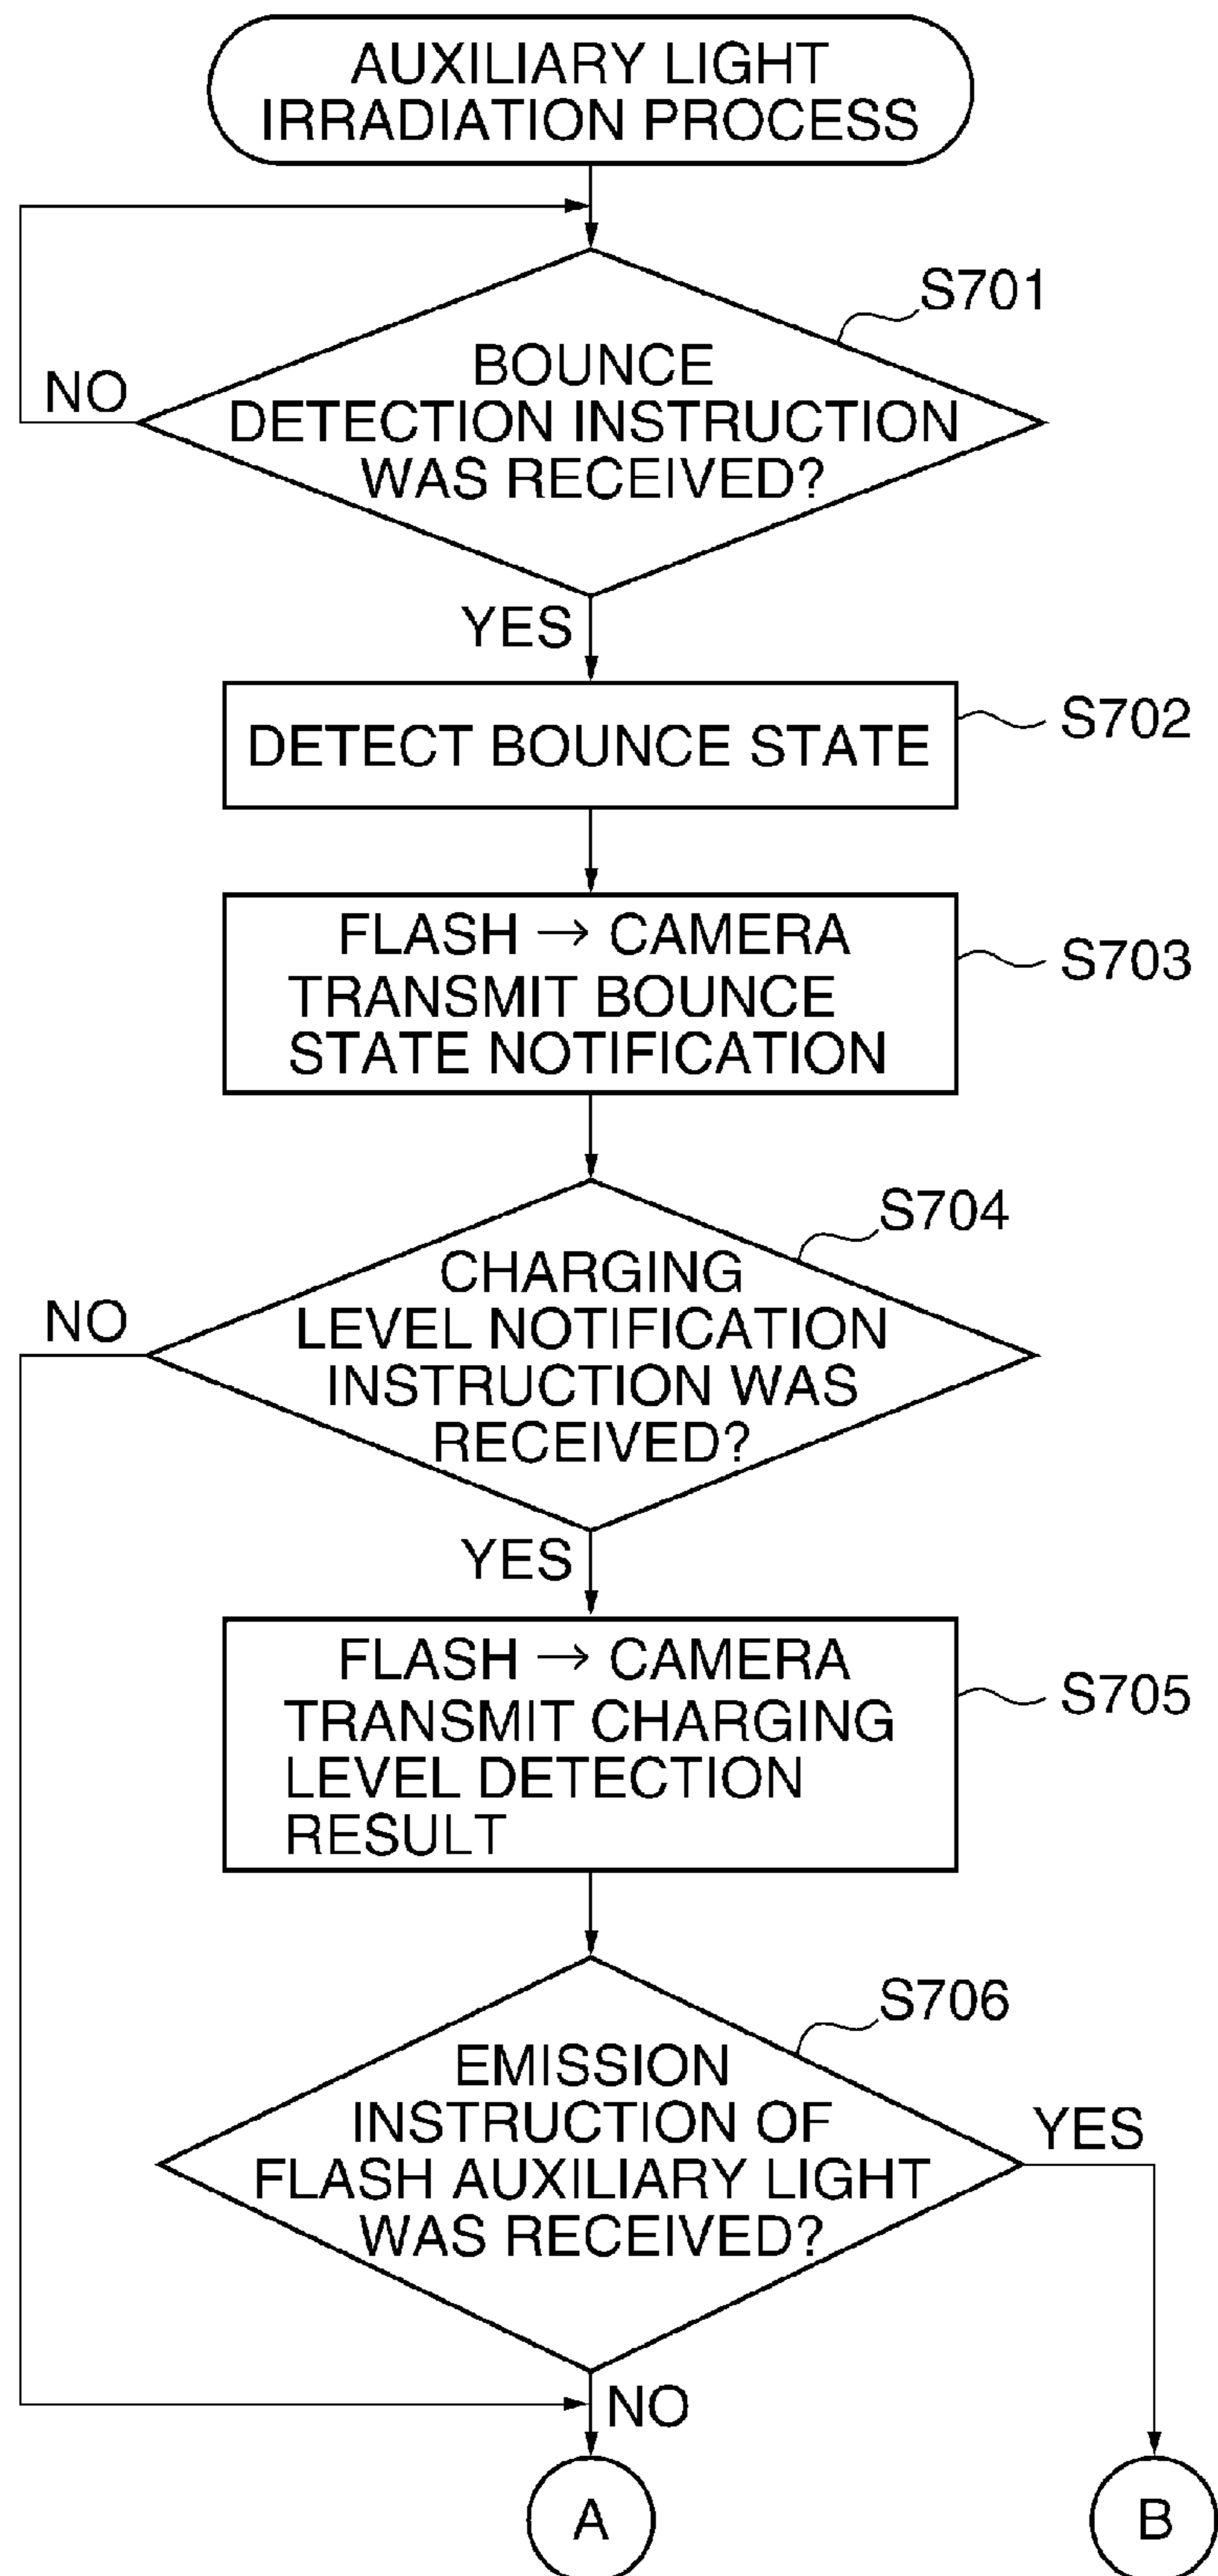 AUXILIARY LIGHT
IRRADIATION PROCESS
S701
BOUNCE
DETECTION INSTRUCTION
WAS RECEIVED?
NO
YES
DETECT BOUNCE STATE
S702
FLASH → CAMERA
TRANSMIT BOUNCE
STATE NOTIFICATION
S703
S704
CHARGING
LEVEL NOTIFICATION
INSTRUCTION WAS
RECEIVED?
NO
YES
FLASH → CAMERA
TRANSMIT CHARGING
LEVEL DETECTION
RESULT
S705
S706
EMISSION
INSTRUCTION OF
FLASH AUXILIARY LIGHT
WAS RECEIVED?
YES
NO
A
B